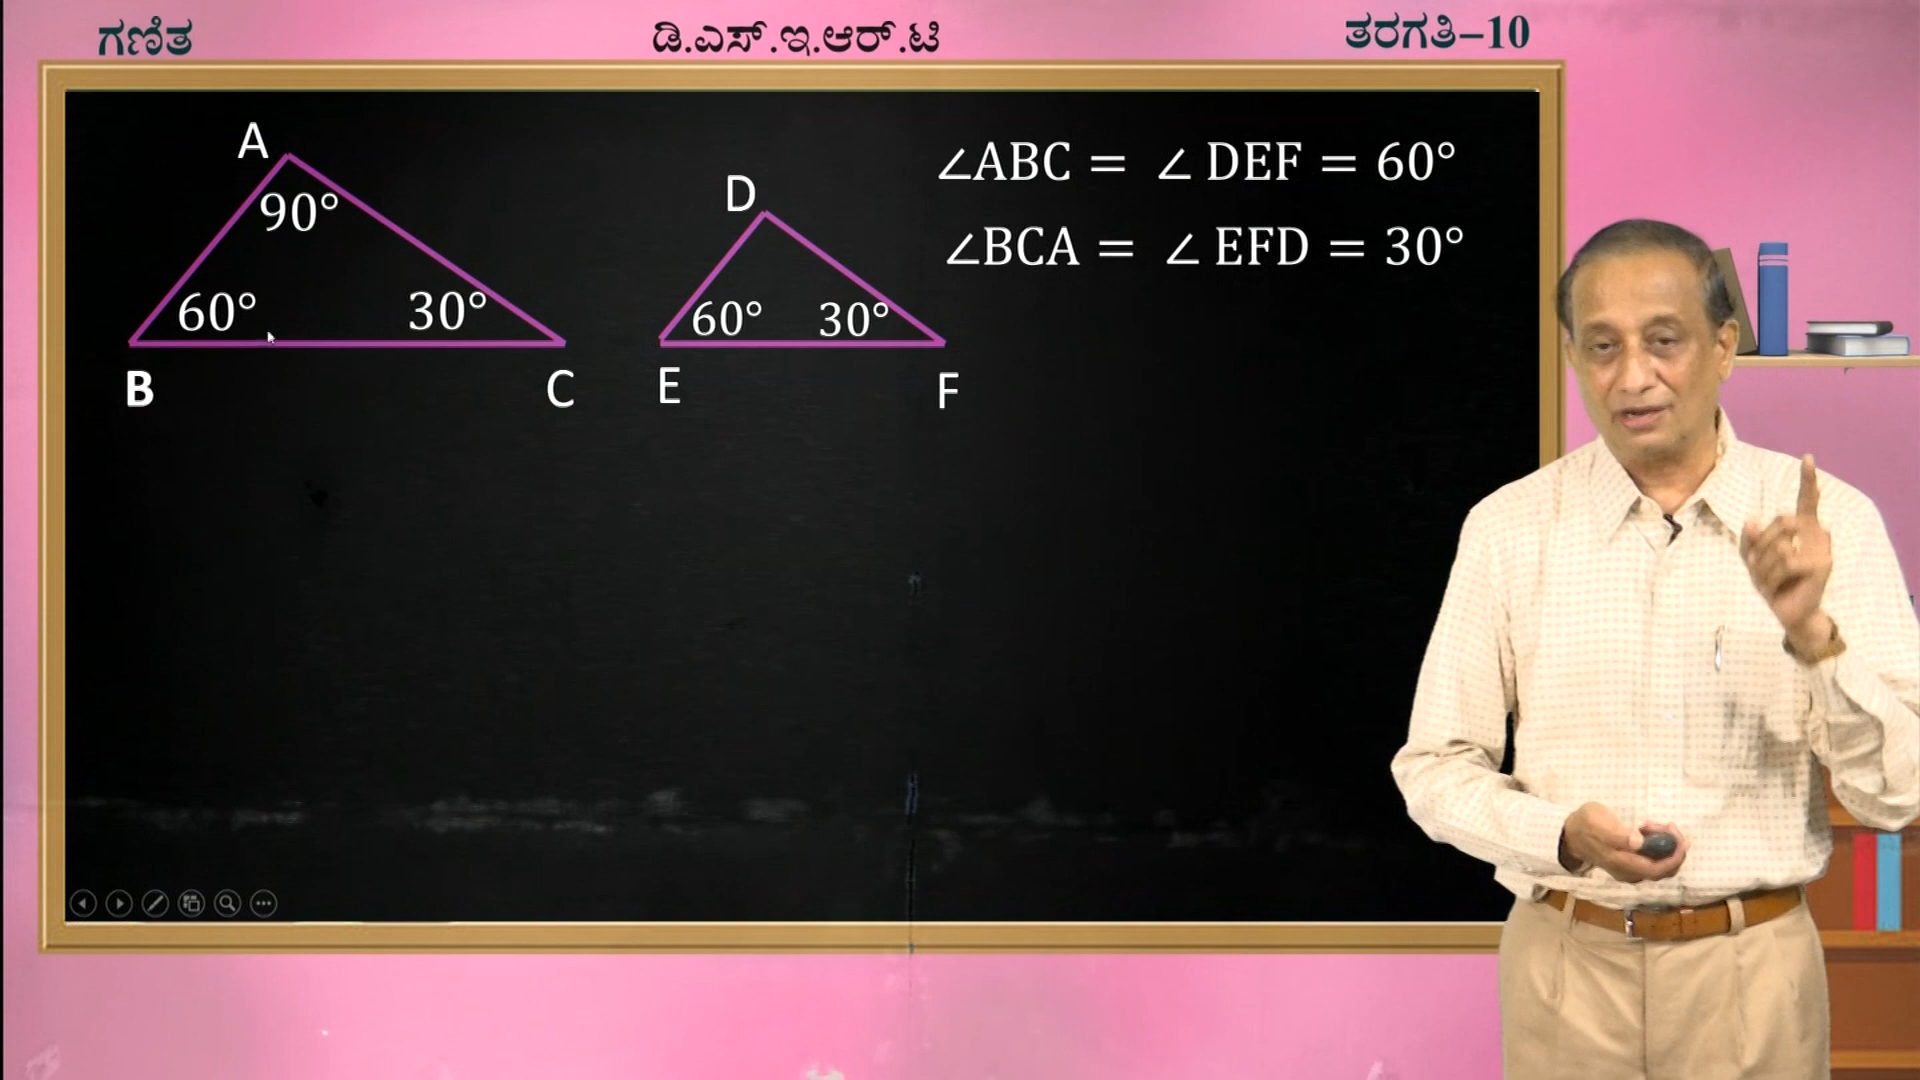 ಗಣಿತ
ಡಿ.ಎಸ್.ಇ.ಆರ್.ಟಿ
ತರಗತಿ–10
A
90°
60°
30°
B
C
D
60°
30°
E
F
∠ABC = ∠ DEF = 60°
∠BCA = ∠ EFD = 30°